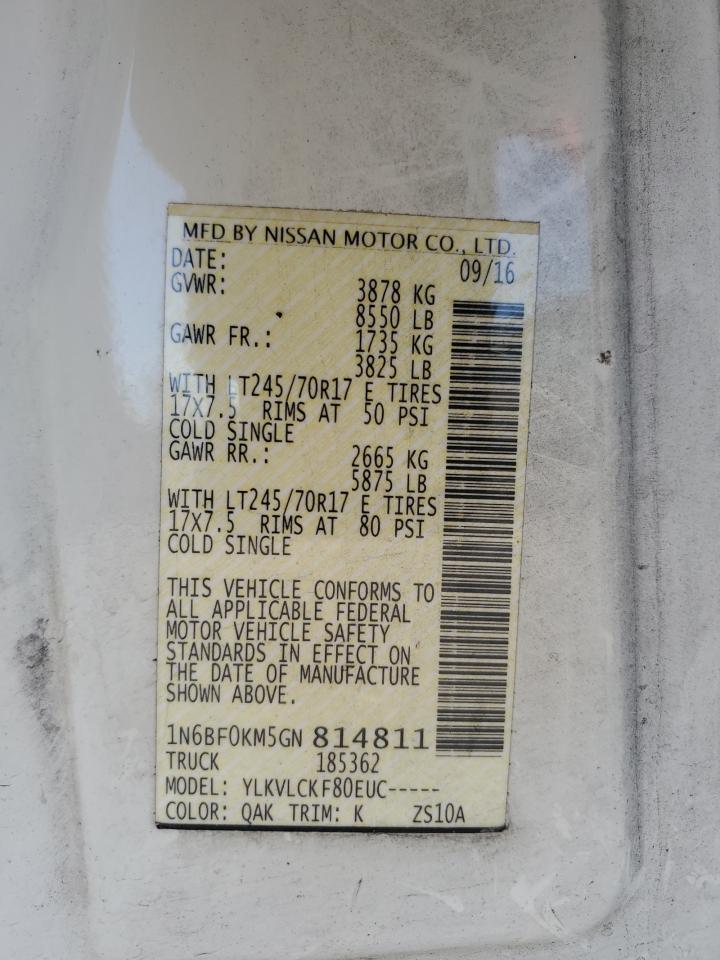 MFD BY NISSAN MOTOR CO., LTD.
DATE: 09/16
GVWR: 3878 KG
8550 LB
GAWR FR.: 1735 KG
3825 LB
WITH LT245/70R17 E TIRES
17X7.5 RIMS AT 50 PSI
COLD SINGLE
GAWR RR.: 2665 KG
5875 LB
WITH LT245/70R17 E TIRES
17X7.5 RIMS AT 80 PSI
COLD SINGLE
THIS VEHICLE CONFORMS TO
ALL APPLICABLE FEDERAL
MOTOR VEHICLE SAFETY
STANDARDS IN EFFECT ON
THE DATE OF MANUFACTURE
SHOWN ABOVE.
1N6BF0KM5GN 814811
TRUCK 185362
MODEL: YLKVLCKF80EUC-----
COLOR: QAK TRIM: K ZS10A